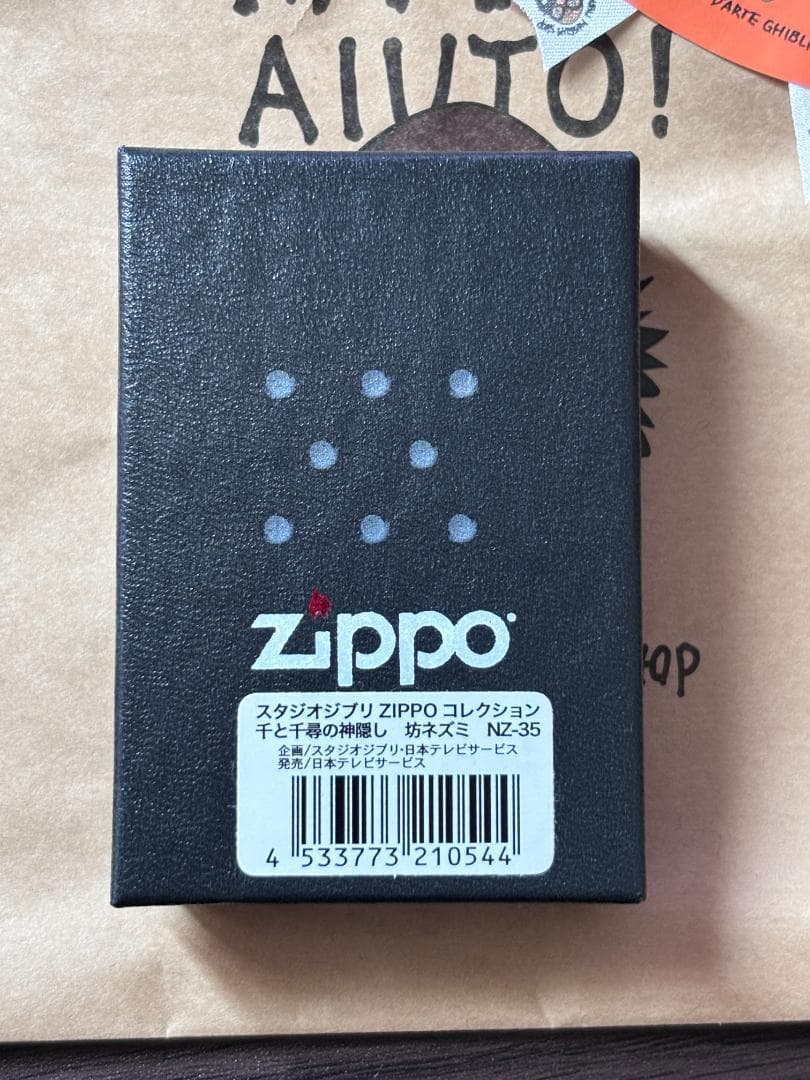 AIUTO!
D'ARTE GHIBLI
zippo
スタジオジブリ ZIPPO コレクション
千と千尋の神隠し 坊ネズミ NZ-35
企画/スタジオジブリ・日本テレビサービス
発売/日本テレビサービス
4 533773 210544